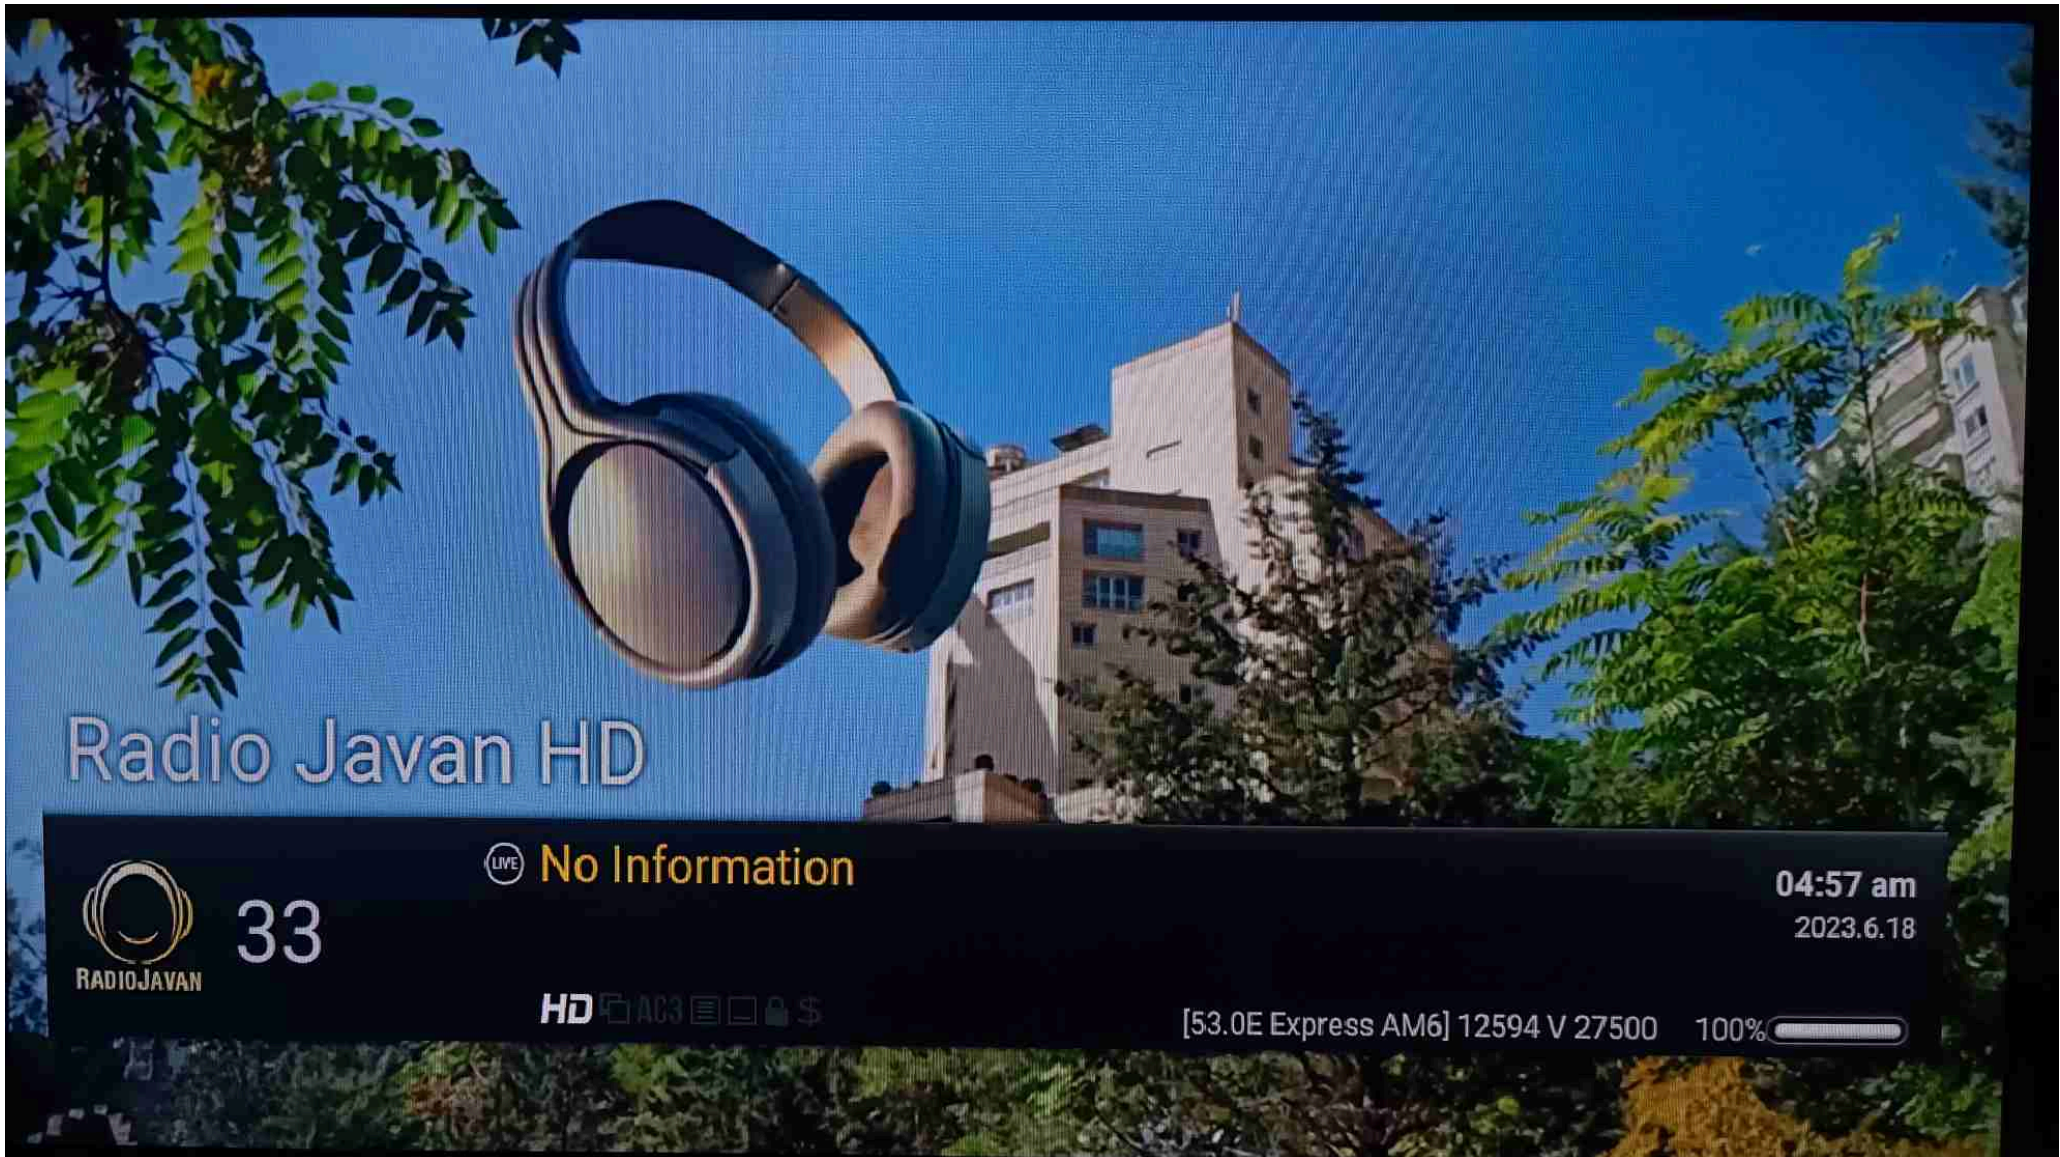 Radio Javan HD
LIVE No Information
04:57 am
2023.6.18
33
RADIOJAVAN
HD AC3 $
[53.0E Express AM6] 12594 V 27500 100%